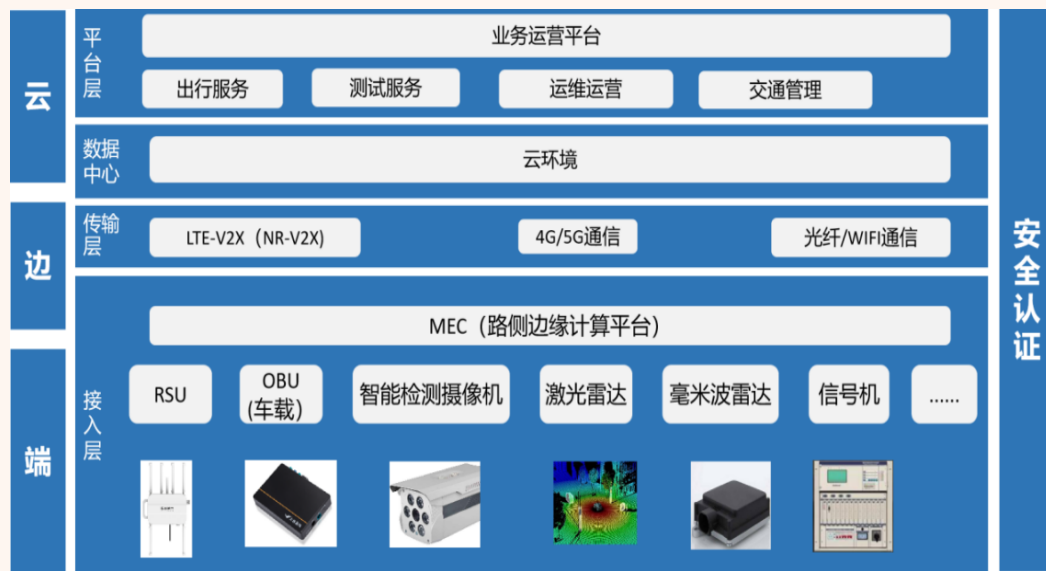 云
平台层
业务运营平台
出行服务
测试服务
运维运营
交通管理
数据
中心
云环境
边
传输
层
LTE-V2X（NR-V2X)
4G/5G通信
光纤/WIFI通信
端
接入层
MEC（路侧边缘计算平台）
RSU
OBU
(车载)
智能检测摄像机
激光雷达
毫米波雷达
信号机
......
安全认证